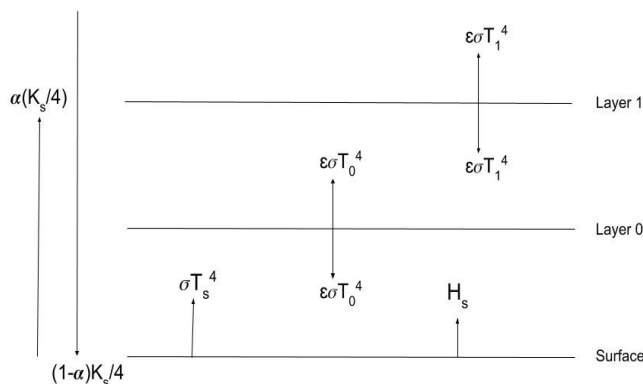 εσT₁⁴
α(Kₛ/4)
Layer 1
εσT₀⁴ εσT₁⁴
Layer 0
σTₛ⁴ εσT₀⁴ Hₛ
Surface
(1-α)Kₛ/4